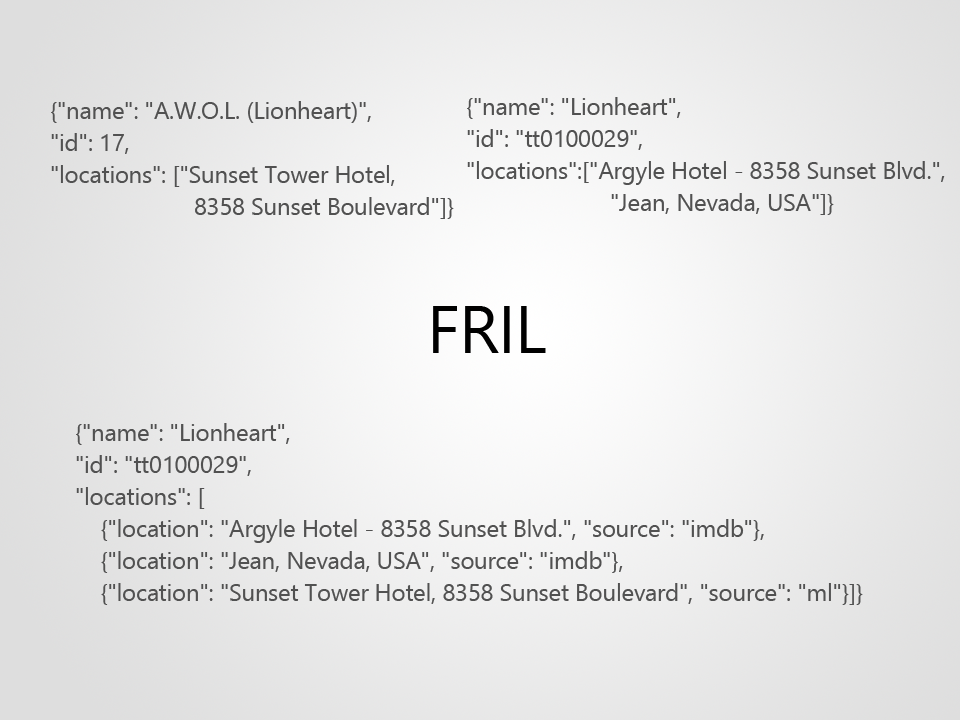 {"name": "A.W.O.L. (Lionheart)",
"id": 17,
"locations": ["Sunset Tower Hotel,
8358 Sunset Boulevard"]}
{"name": "Lionheart",
"id": "tt0100029",
"locations":["Argyle Hotel - 8358 Sunset Blvd.",
"Jean, Nevada, USA"]}
FRIL
{"name": "Lionheart",
"id": "tt0100029",
"locations": [
{"location": "Argyle Hotel - 8358 Sunset Blvd.", "source": "imdb"},
{"location": "Jean, Nevada, USA", "source": "imdb"},
{"location": "Sunset Tower Hotel, 8358 Sunset Boulevard", "source": "ml"}]}